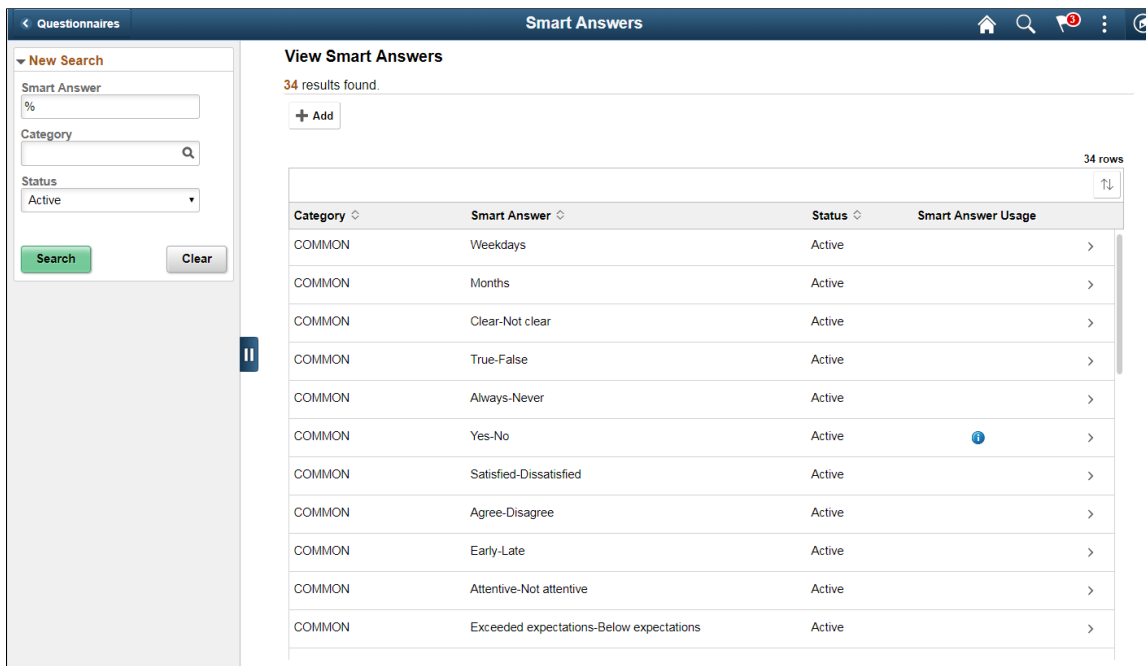 Questionnaires
Smart Answers
3
New Search
Smart Answer
%
Category
Status
Active
Search
Clear
View Smart Answers
34 results found.
+ Add
34 rows
Category Smart Answer Status Smart Answer Usage
COMMON Weekdays Active
COMMON Months Active
COMMON Clear-Not clear Active
COMMON True-False Active
COMMON Always-Never Active
COMMON Yes-No Active
COMMON Satisfied-Dissatisfied Active
COMMON Agree-Disagree Active
COMMON Early-Late Active
COMMON Attentive-Not attentive Active
COMMON Exceeded expectations-Below expectations Active